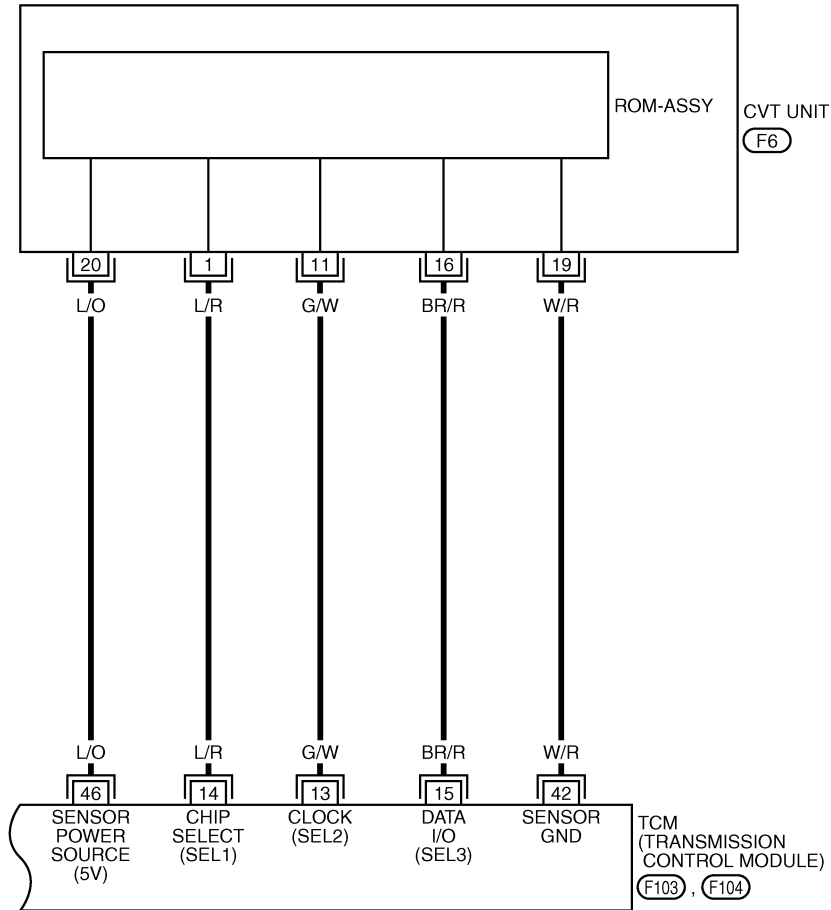 ROM-ASSY
CVT UNIT
F6
20 1 11 16 19
L/O L/R G/W BR/R W/R
L/O L/R G/W BR/R W/R
46 14 13 15 42
SENSOR
POWER
SOURCE
(5V)
CHIP
SELECT
(SEL1)
CLOCK
(SEL2)
DATA
I/O
(SEL3)
SENSOR
GND
TCM
(TRANSMISSION
CONTROL MODULE)
F103 , F104